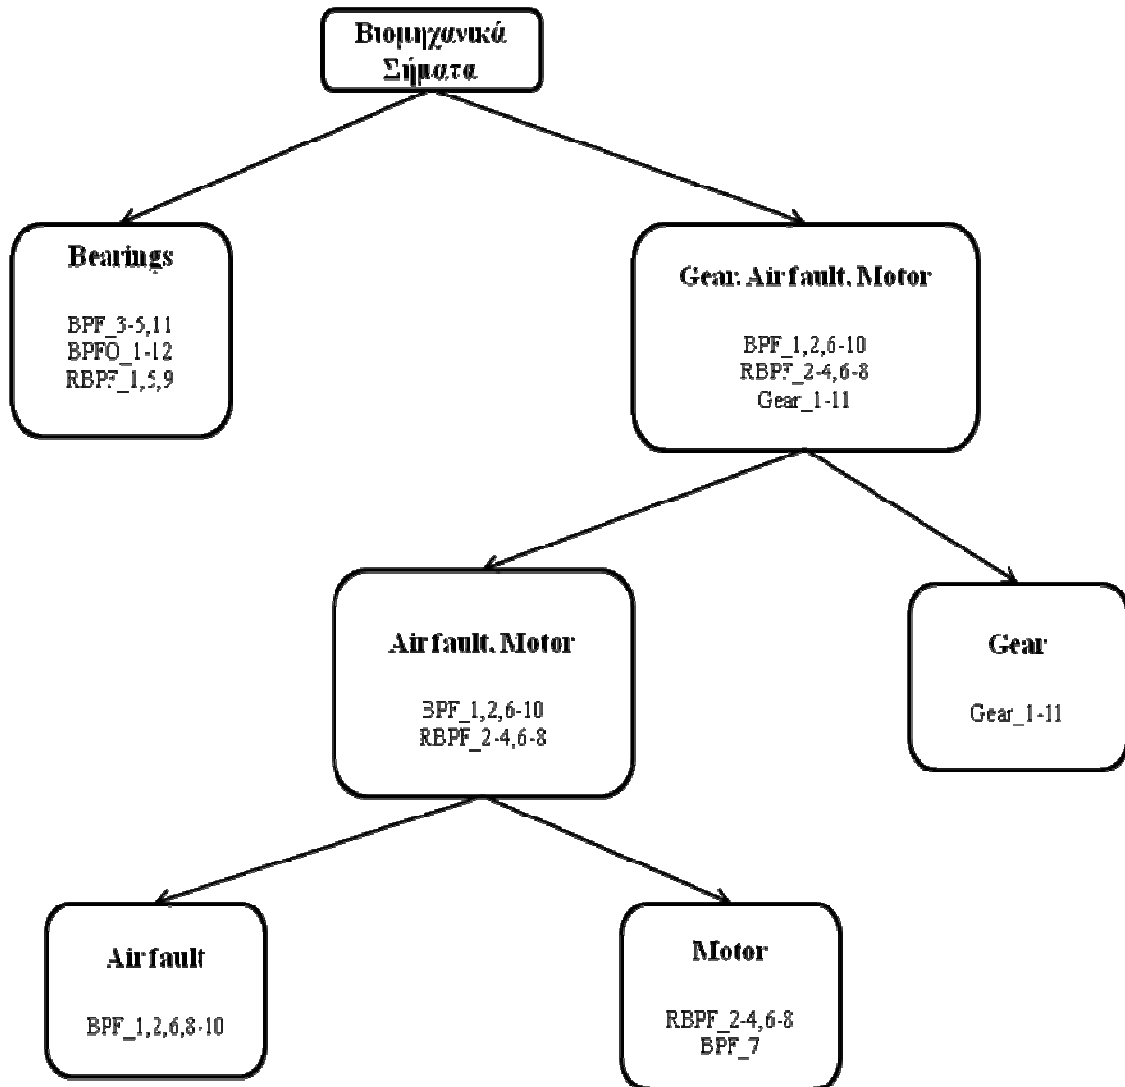 Βιομηχανικά
Σήματα
Bearings
BPF_3-5,11
BPFO_1-12
RBPF_1,5,9
Gear, Air fault, Motor
BPF_1,2,6-10
RBPF_2-4,6-8
Gear_1-11
Air fault, Motor
BPF_1,2,6-10
RBPF_2-4,6-8
Gear
Gear_1-11
Air fault
BPF_1,2,6,8-10
Motor
RBPF_2-4,6-8
BPF_7